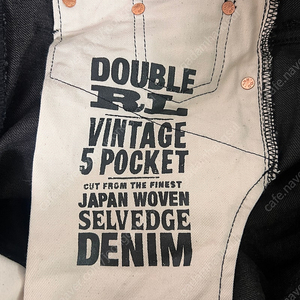 DOUBLE
RL
VINTAGE
5 POCKET
CUT FROM THE FINEST
JAPAN WOVEN
SELVEDGE
DENIM